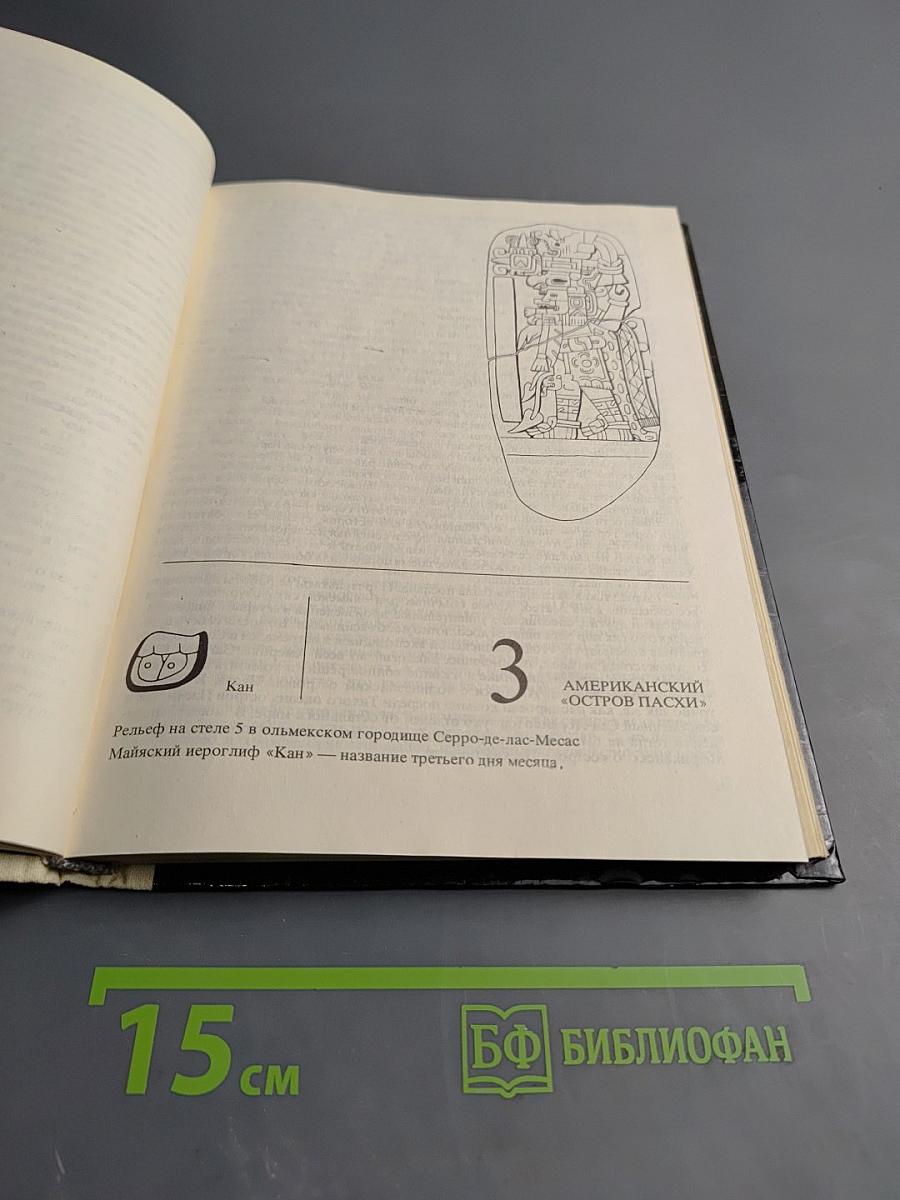 Кан
3
АМЕРИКАНСКИЙ
«ОСТРОВ ПАСХИ»
Рельеф на стеле 5 в ольмекском городище Серро-де-лас-Месас
Майяский иероглиф «Кан» — название третьего дня месяца.
15 см
БФ БИБЛИОФАН